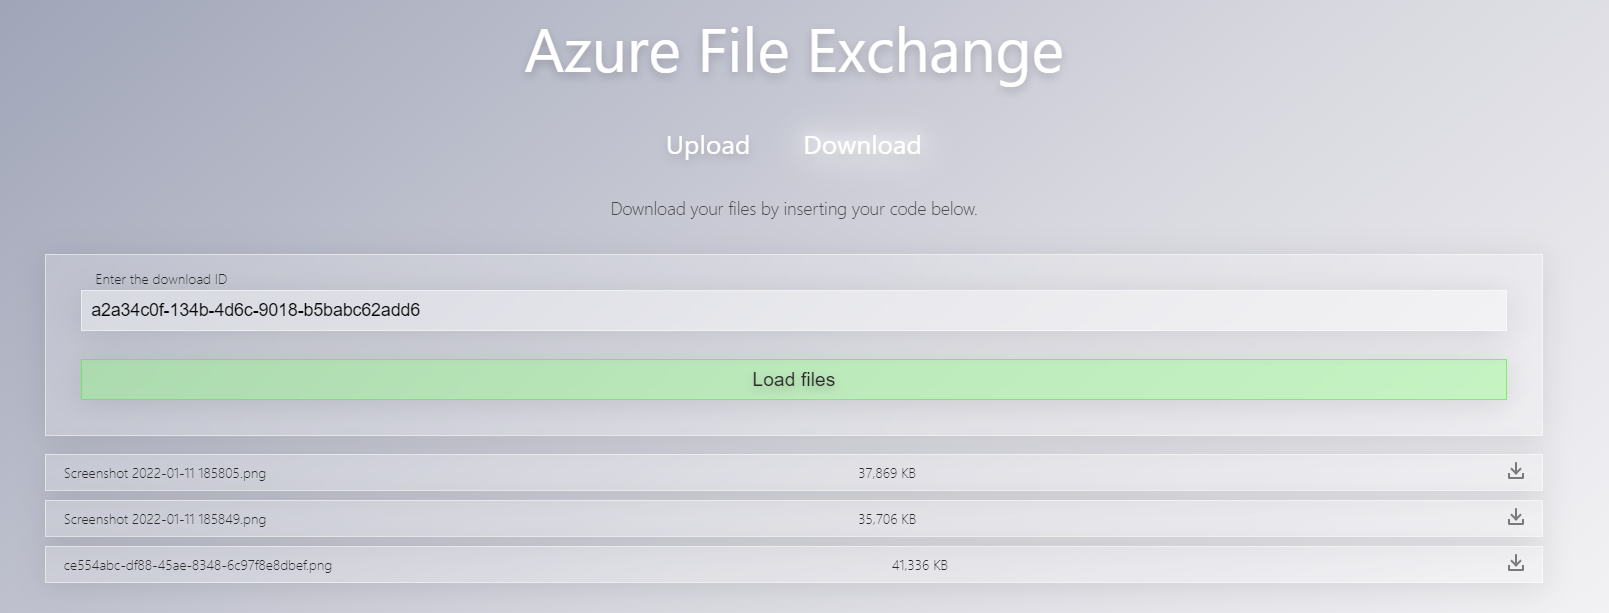 Azure File Exchange
Upload Download
Download your files by inserting your code below.
Enter the download ID
a2a34c0f-134b-4d6c-9018-b5babc62add6
Load files
Screenshot 2022-01-11 185805.png 37,869 KB
Screenshot 2022-01-11 185849.png 35,706 KB
ce554abc-df88-45ae-8348-6c97f8e8dbef.png 41,336 KB